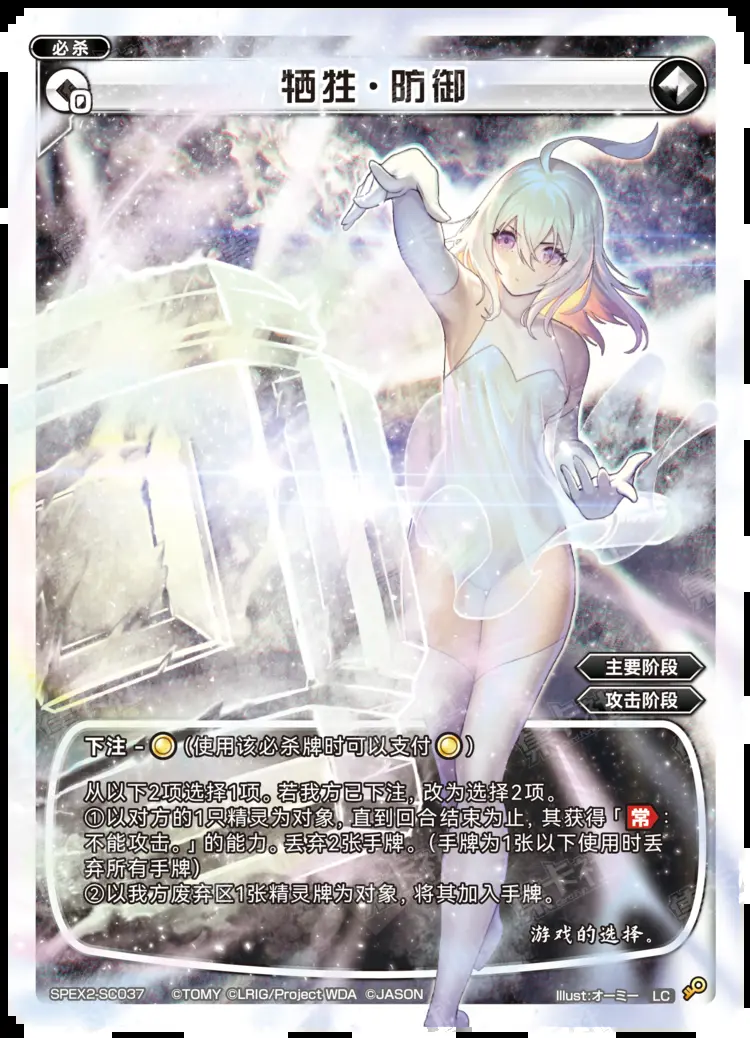 必杀
牺牲·防御
0
主要阶段
攻击阶段
下注 - (使用该必杀牌时可以支付 )
从以下2项选择1项。若我方已下注，改为选择2项。
①以对方的1只精灵为对象，直到回合结束为止，其获得「常：
不能攻击。」的能力。丢弃2张手牌。（手牌为1张以下使用时丢
弃所有手牌）
②以我方废弃区1张精灵牌为对象，将其加入手牌。
游戏的选择。
SPEX2-SC037 ©TOMY ©LRIG/Project WDA ©JASON Illust:オーミー LC